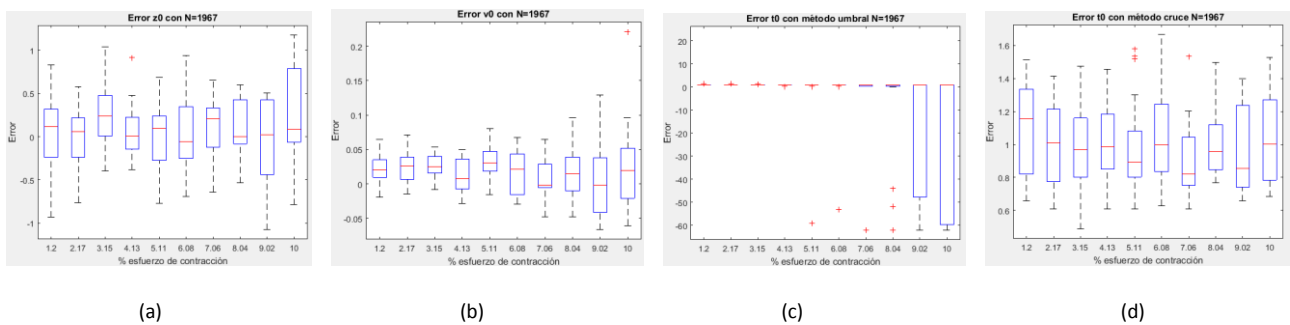 Error z0 con N=1967
1
0.5
0
-0.5
-1
Error
1.2 2.17 3.15 4.13 5.11 6.08 7.06 8.04 9.02 10
% esfuerzo de contracción
(a)
Error v0 con N=1967
0.2
0.15
0.1
0.05
0
-0.05
Error
1.2 2.17 3.15 4.13 5.11 6.08 7.06 8.04 9.02 10
% esfuerzo de contracción
(b)
Error t0 con mètodo umbral N=1967
20
10
0
-10
-20
-30
-40
-50
-60
Error
1.2 2.17 3.15 4.13 5.11 6.08 7.06 8.04 9.02 10
% esfuerzo de contracción
(c)
Error t0 con mètodo cruce N=1967
1.6
1.4
1.2
1
0.8
0.6
Error
1.2 2.17 3.15 4.13 5.11 6.08 7.06 8.04 9.02 10
% esfuerzo de contracción
(d)